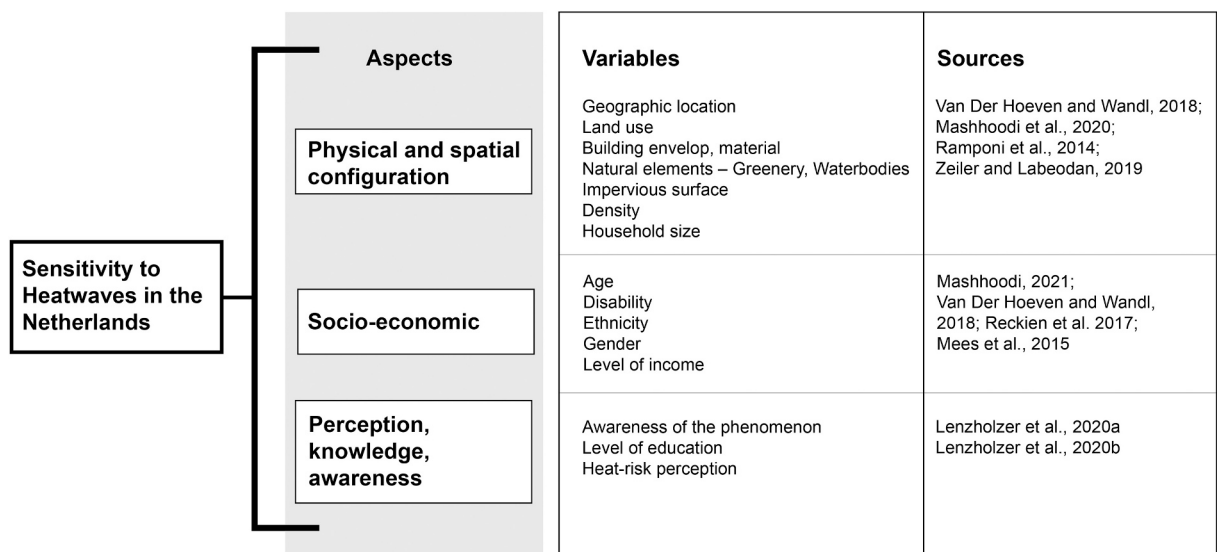 Aspects
Variables
Sources
Sensitivity to
Heatwaves in the
Netherlands
Physical and spatial
configuration
Geographic location
Land use
Building envelop, material
Natural elements – Greenery, Waterbodies
Impervious surface
Density
Household size
Van Der Hoeven and Wandl, 2018;
Mashhoodi et al., 2020;
Ramponi et al., 2014;
Zeiler and Labeodan, 2019
Socio-economic
Age
Disability
Ethnicity
Gender
Level of income
Mashhoodi, 2021;
Van Der Hoeven and Wandl,
2018; Reckien et al. 2017;
Mees et al., 2015
Perception,
knowledge,
awareness
Awareness of the phenomenon
Level of education
Heat-risk perception
Lenzholzer et al., 2020a
Lenzholzer et al., 2020b